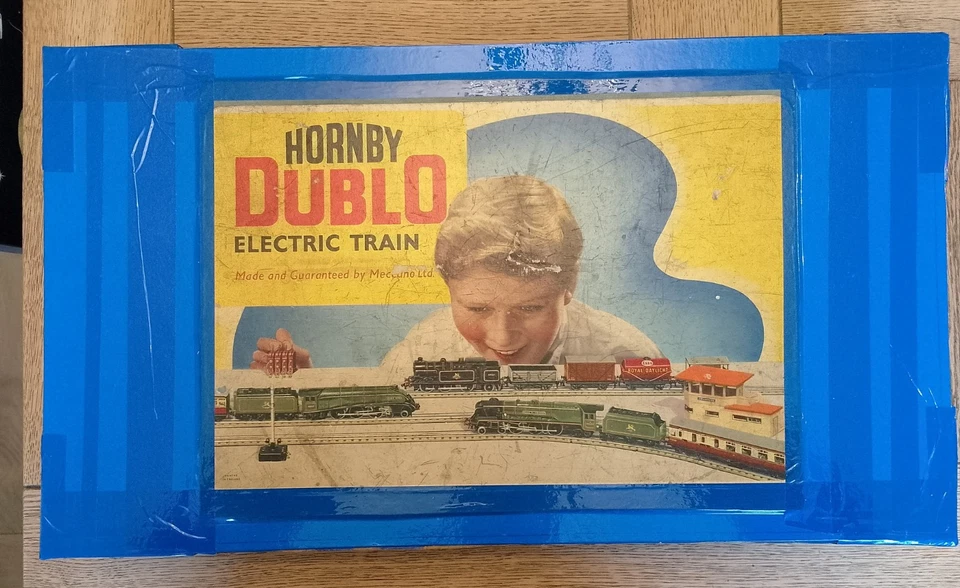 HORNBY
DUBLO
ELECTRIC TRAIN
Made and Guaranteed by Meccano Ltd.
ROYAL DAYLIGHT